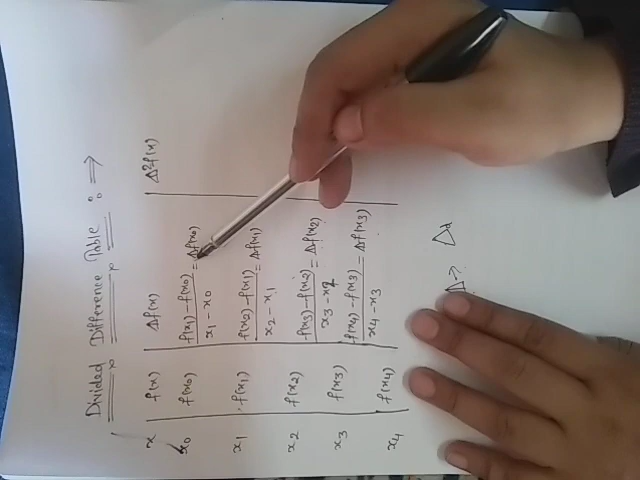 Divided Difference Table : ⇒
x f(x) Δf(x) Δ²f(x)
x₀ f(x₀) f(x₁)-f(x₀) / x₁-x₀ = Δf(x₀)
x₁ f(x₁) f(x₂)-f(x₁) / x₂-x₁ = Δf(x₁)
x₂ f(x₂) f(x₃)-f(x₂) / x₃-x₂ = Δf(x₂)
x₃ f(x₃) f(x₄)-f(x₃) / x₄-x₃ = Δf(x₃)
x₄ f(x₄)
Δ→ Δd